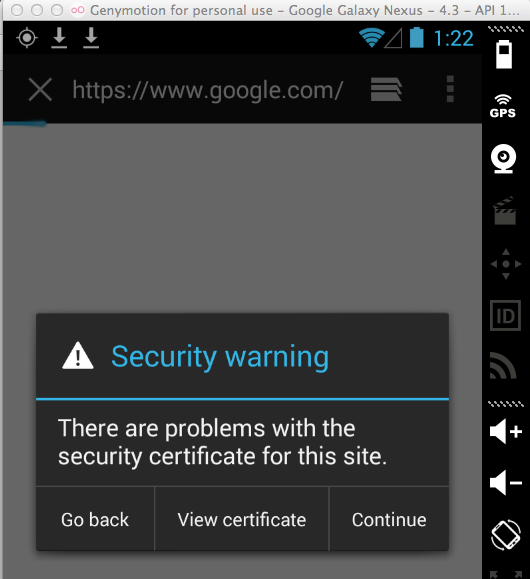 Genymotion for personal use – Google Galaxy Nexus – 4.3 – API 1...
1:22
https://www.google.com/
GPS
ID
Security warning
There are problems with the
security certificate for this site.
Go back
View certificate
Continue